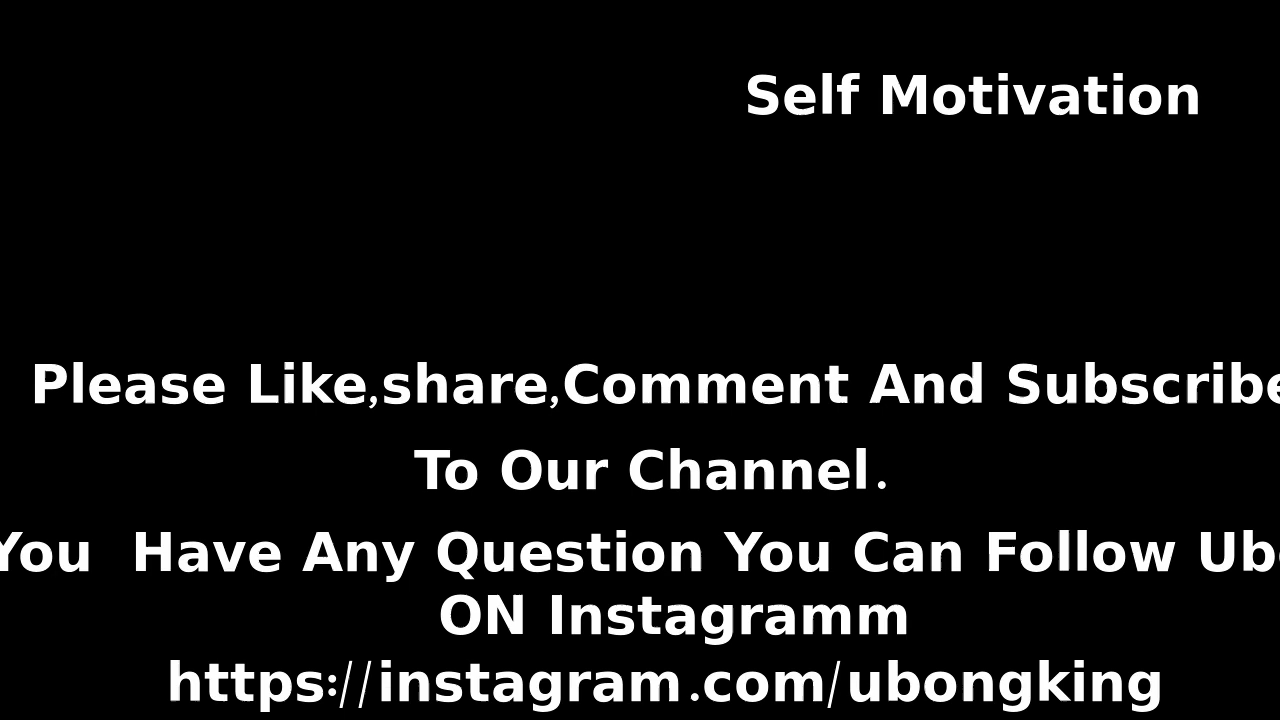 Self Motivation
Please Like,share,Comment And Subscribe
To Our Channel.
You Have Any Question You Can Follow
ON Instagramm
https://instagram.com/ubongking